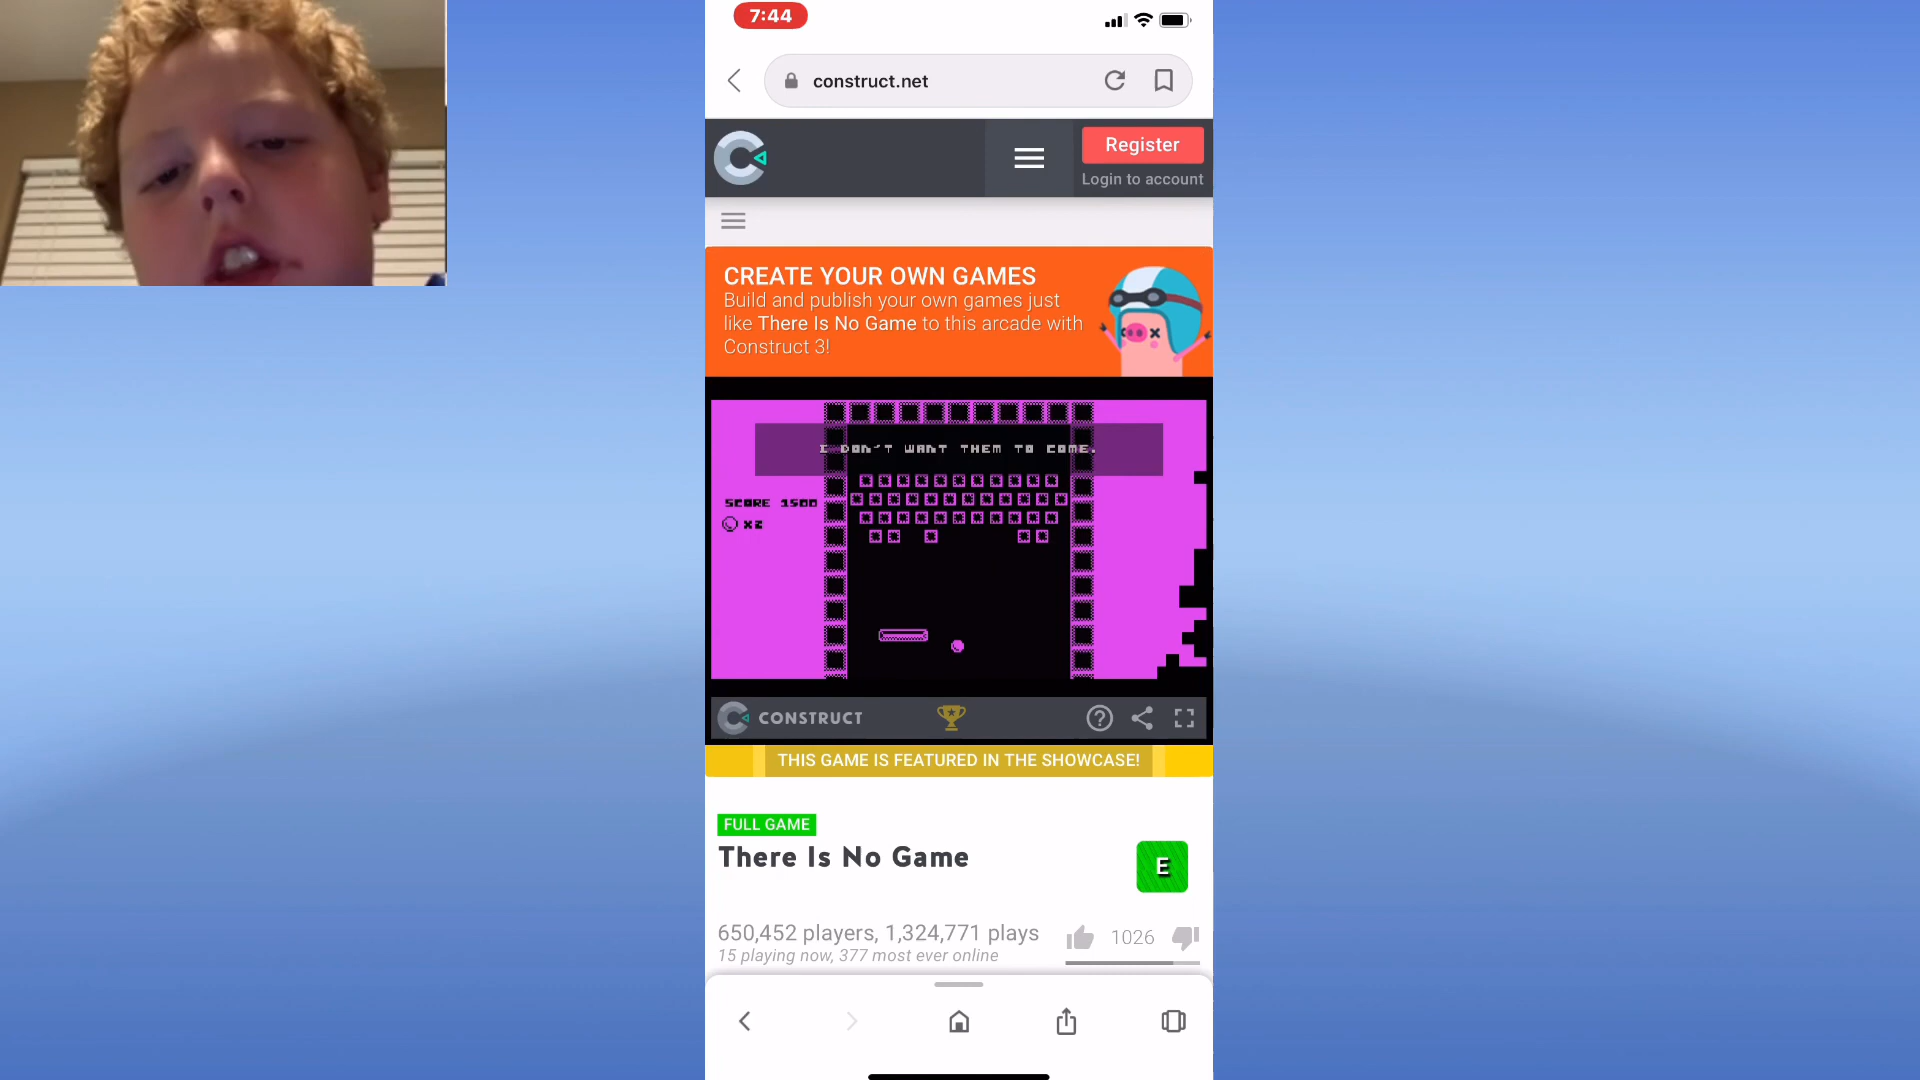 7:44
construct.net
Register
Login to account
CREATE YOUR OWN GAMES
Build and publish your own games just
like There Is No Game to this arcade with
Construct 3!
I DON'T WANT THEM TO COME.
SCORE 1500
x2
CONSTRUCT
THIS GAME IS FEATURED IN THE SHOWCASE!
FULL GAME
There Is No Game
E
650,452 players, 1,324,771 plays
1026
15 playing now, 377 most ever online